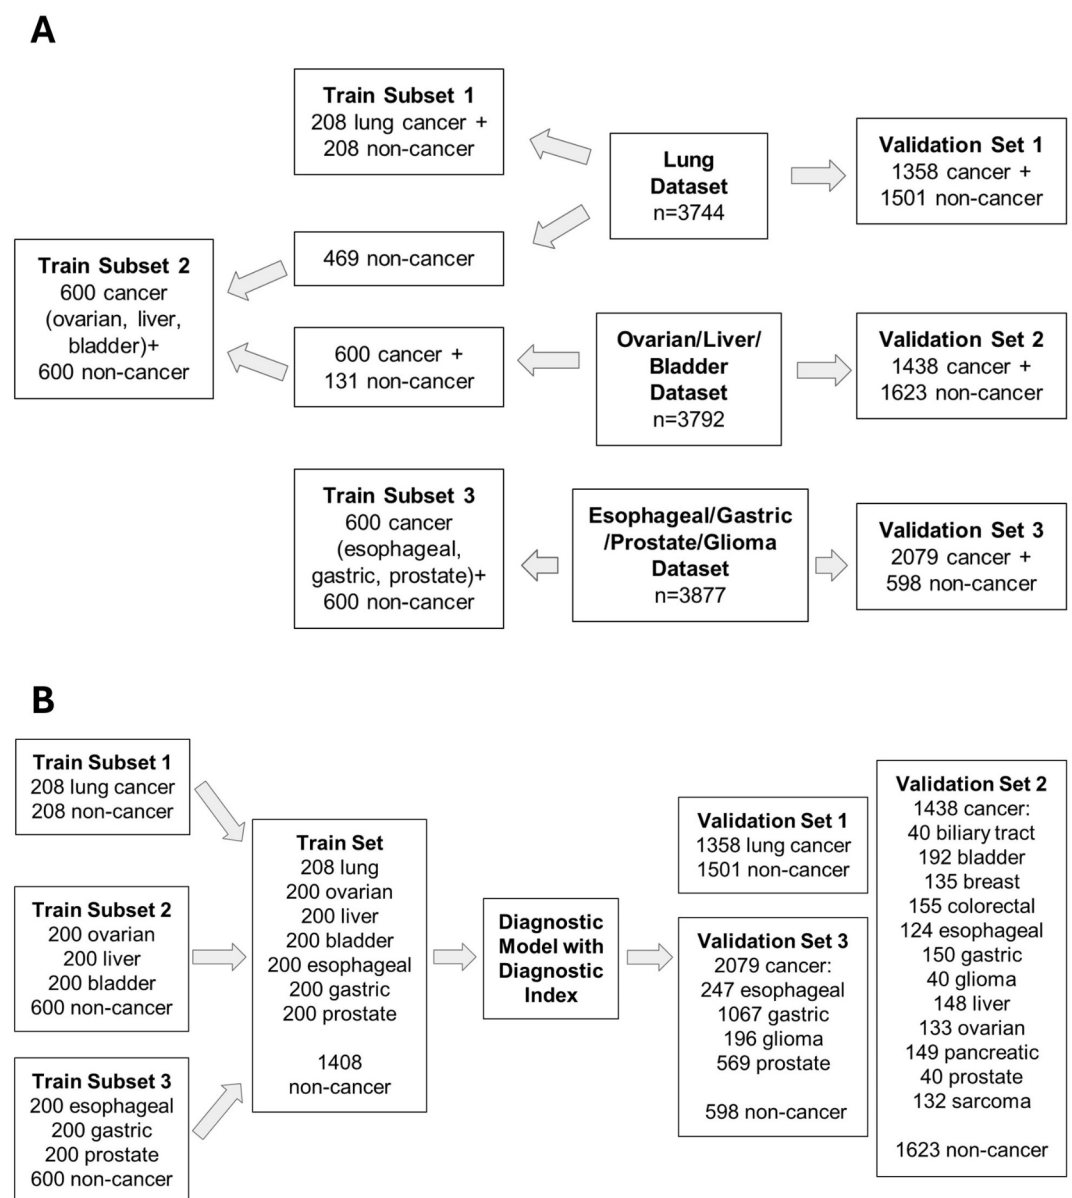 A
Train Subset 1
208 lung cancer +
208 non-cancer
Lung
Dataset
n=3744
Validation Set 1
1358 cancer +
1501 non-cancer
469 non-cancer
Train Subset 2
600 cancer
(ovarian, liver,
bladder)+
600 non-cancer
600 cancer +
131 non-cancer
Ovarian/Liver/
Bladder
Dataset
n=3792
Validation Set 2
1438 cancer +
1623 non-cancer
Train Subset 3
600 cancer
(esophageal,
gastric, prostate)+
600 non-cancer
Esophageal/Gastric
/Prostate/Glioma
Dataset
n=3877
Validation Set 3
2079 cancer +
598 non-cancer
B
Train Subset 1
208 lung cancer
208 non-cancer
Train Subset 2
200 ovarian
200 liver
200 bladder
600 non-cancer
Train Subset 3
200 esophageal
200 gastric
200 prostate
600 non-cancer
Train Set
208 lung
200 ovarian
200 liver
200 bladder
200 esophageal
200 gastric
200 prostate
1408
non-cancer
Diagnostic
Model with
Diagnostic
Index
Validation Set 1
1358 lung cancer
1501 non-cancer
Validation Set 3
2079 cancer:
247 esophageal
1067 gastric
196 glioma
569 prostate
598 non-cancer
Validation Set 2
1438 cancer:
40 biliary tract
192 bladder
135 breast
155 colorectal
124 esophageal
150 gastric
40 glioma
148 liver
133 ovarian
149 pancreatic
40 prostate
132 sarcoma
1623 non-cancer